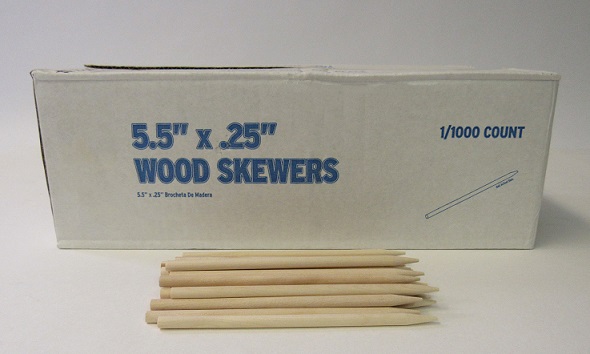 5.5" x .25"
WOOD SKEWERS
5.5" x .25" Brocheta De Madera
1/1000 COUNT